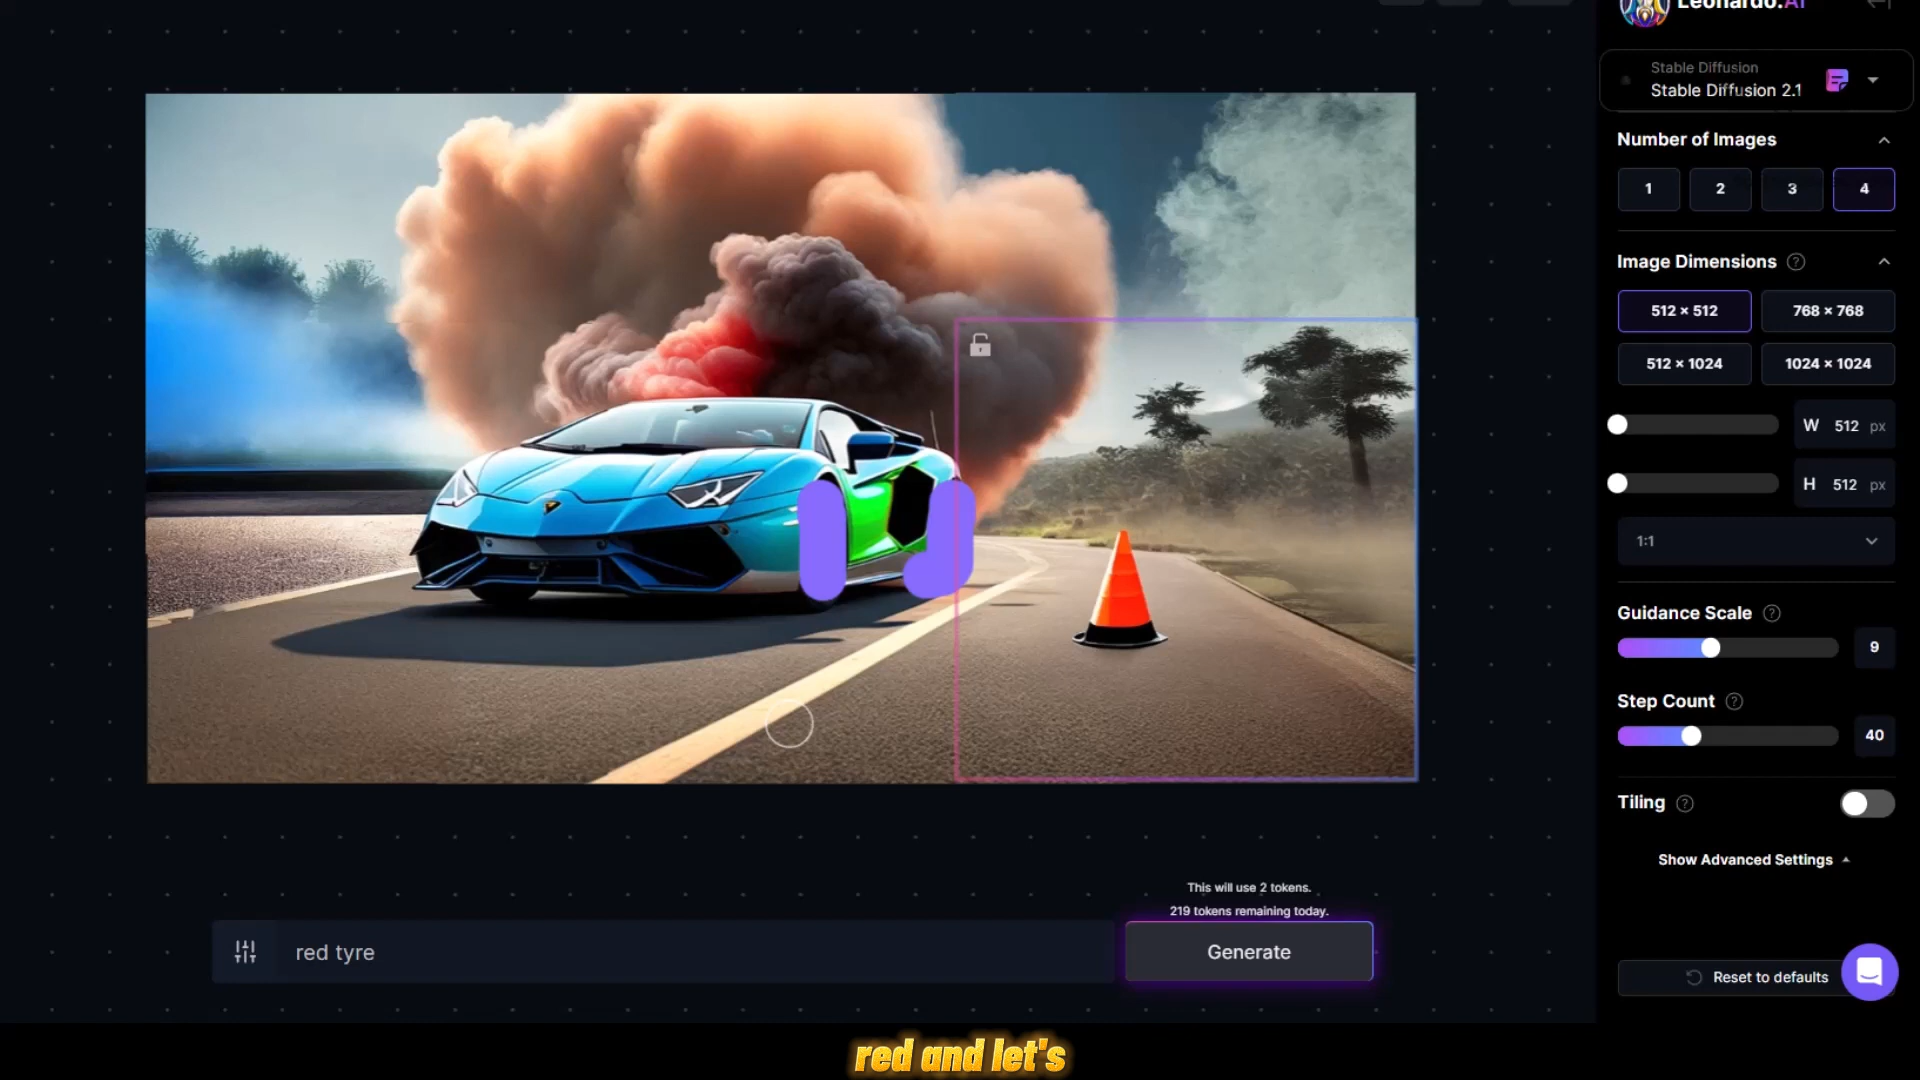 Leonardo.AI
Stable Diffusion
Stable Diffusion 2.1
Number of Images
1 2 3 4
Image Dimensions ?
512 × 512 768 × 768
512 × 1024 1024 × 1024
W 512 px
H 512 px
1:1
Guidance Scale ?
9
Step Count ?
40
Tiling ?
Show Advanced Settings
This will use 2 tokens.
219 tokens remaining today.
red tyre
Generate
Reset to defaults
red and let's